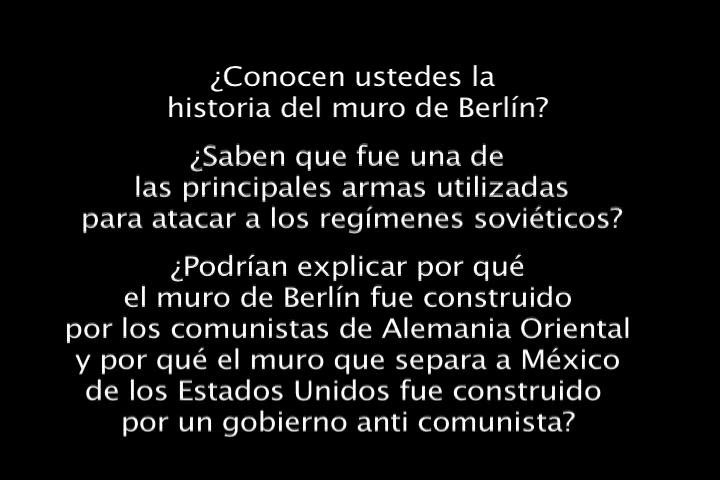 ¿Conocen ustedes la
historia del muro de Berlín?
¿Saben que fue una de
las principales armas utilizadas
para atacar a los regímenes soviéticos?
¿Podrían explicar por qué
el muro de Berlín fue construido
por los comunistas de Alemania Oriental
y por qué el muro que separa a México
de los Estados Unidos fue construido
por un gobierno anti comunista?